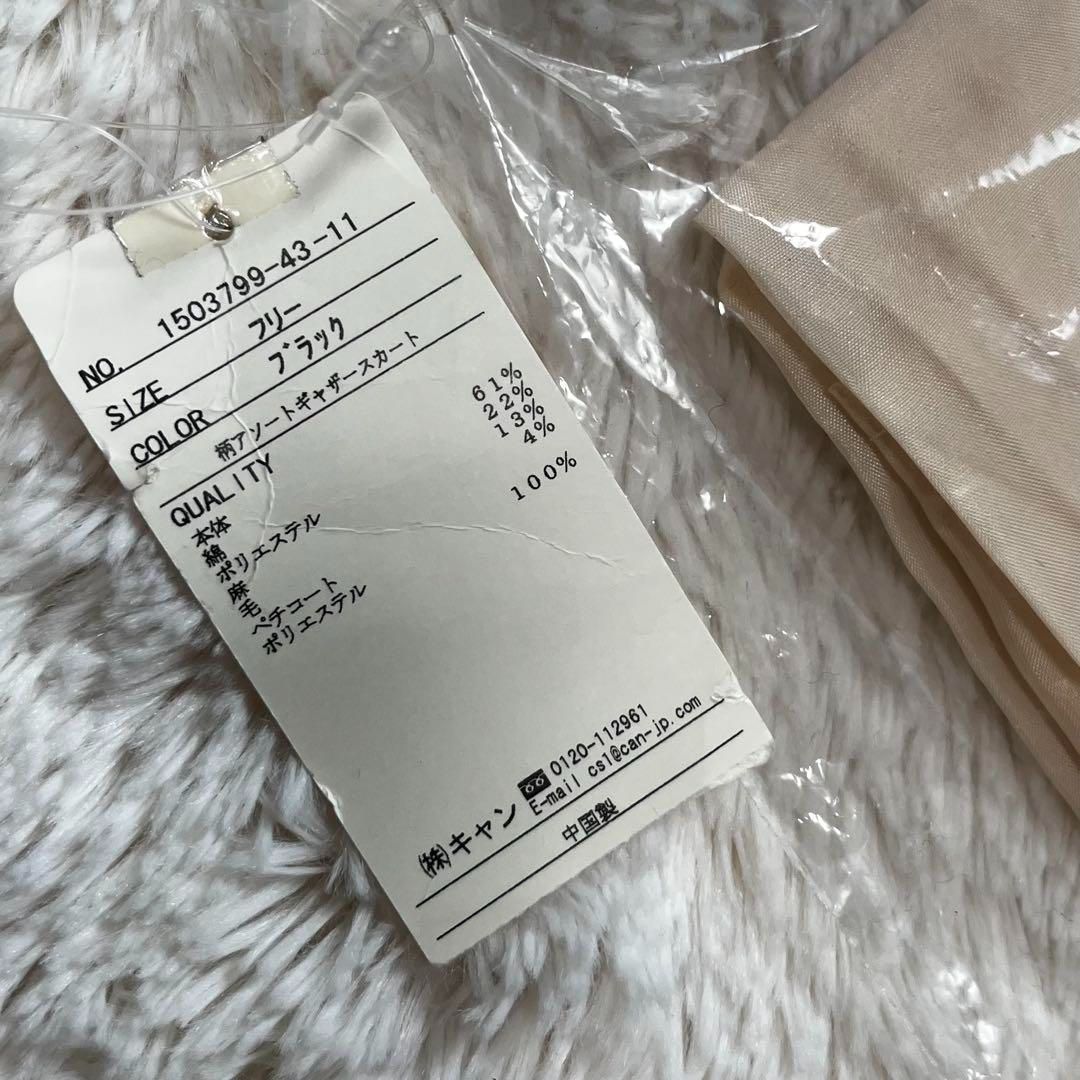 NO. 1503799-43-11
SIZE フリー
COLOR ブラック
柄アソートギャザースカート
QUALITY
本体
綿 61%
ポリエステル 22%
麻 13%
毛 4%
ペチコート
ポリエステル 100%
㈱キャン 0120-112961
E-mail cs1@can-jp.com
中国製